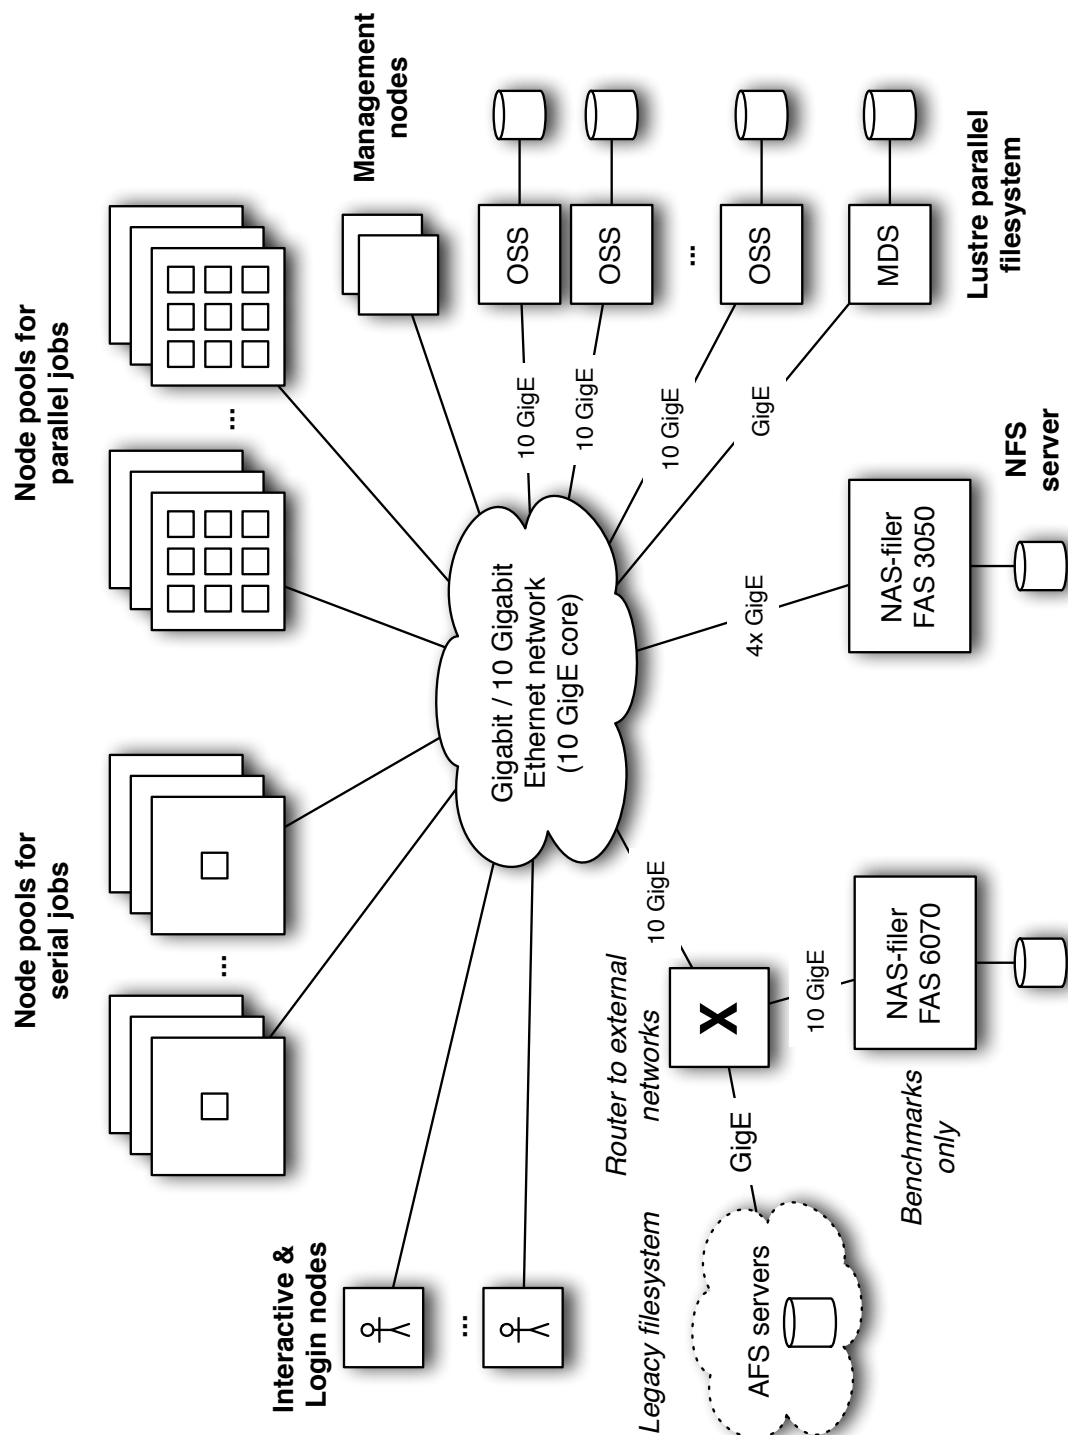 Node pools for
serial jobs
Node pools for
parallel jobs
...
...
Interactive &
Login nodes
...
Management
nodes
Gigabit / 10 Gigabit
Ethernet network
(10 GigE core)
10 GigE
OSS
10 GigE
OSS
...
10 GigE
OSS
GigE
MDS
Lustre parallel
filesystem
Legacy filesystem
AFS servers
GigE
Router to external
networks
X
10 GigE
10 GigE
Benchmarks
only
NAS-filer
FAS 6070
4x GigE
NAS-filer
FAS 3050
NFS
server